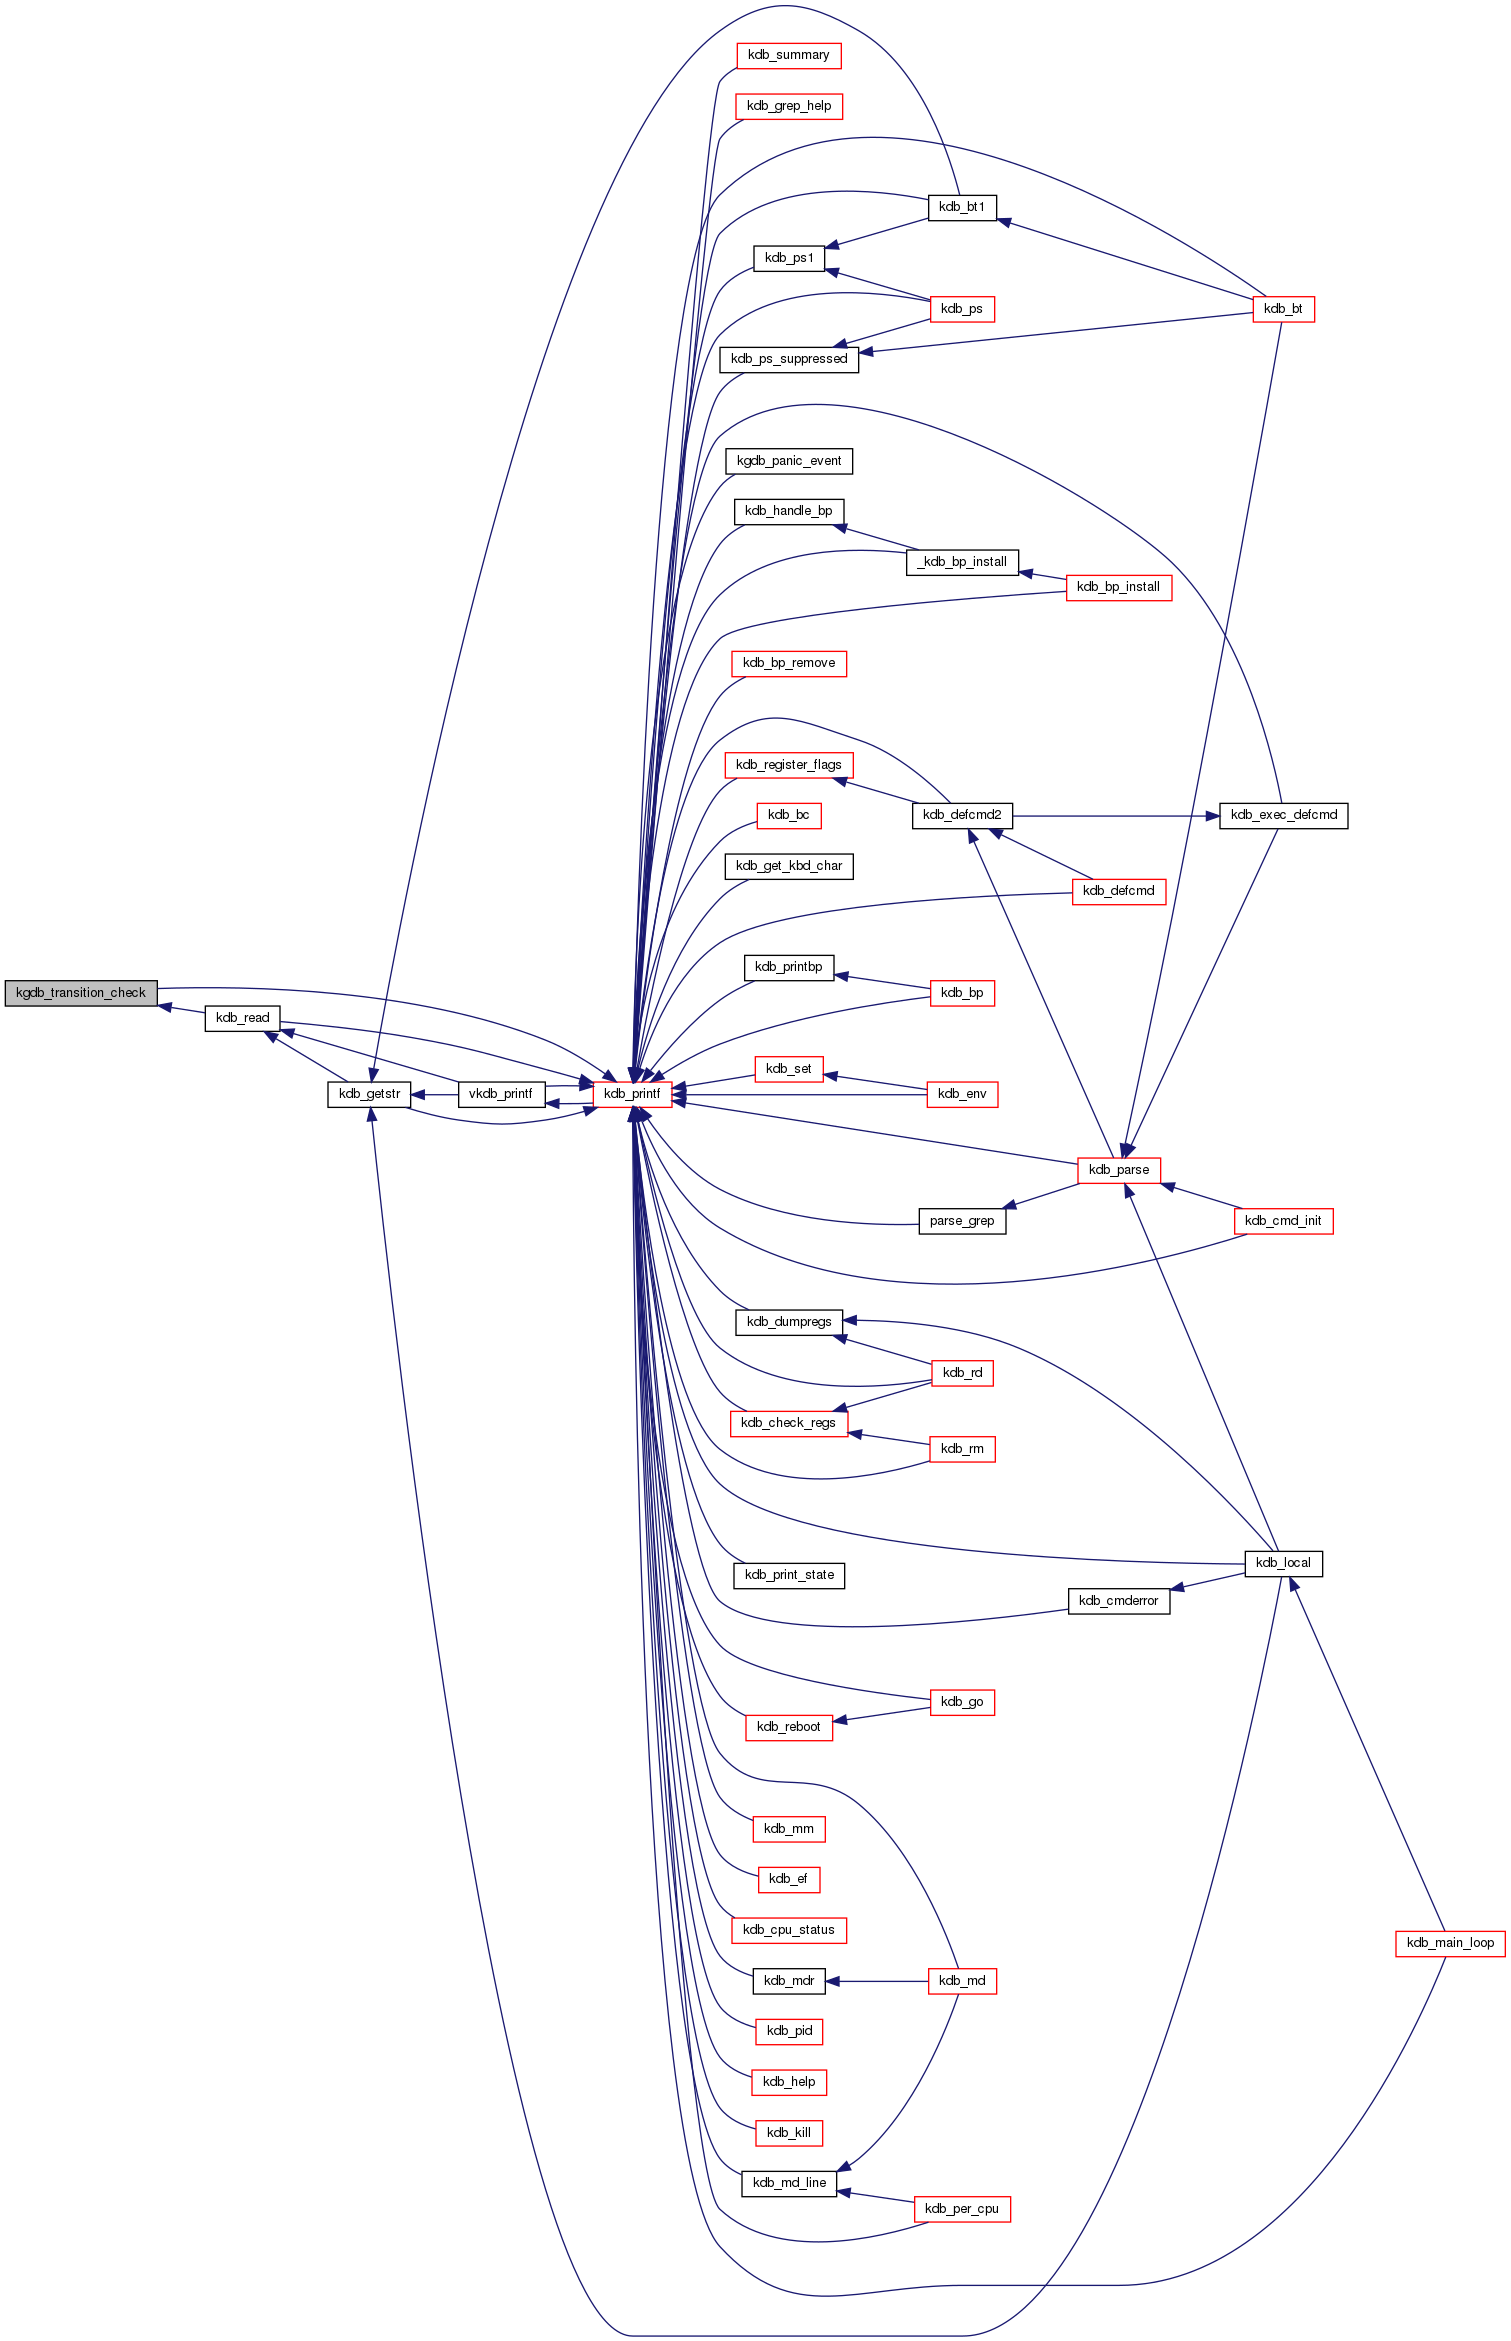 kdb_summary
kdb_grep_help
kdb_bt1
kdb_ps1
kdb_ps
kdb_bt
kdb_ps_suppressed
kgdb_panic_event
kdb_handle_bp
_kdb_bp_install
kdb_bp_install
kdb_bp_remove
kdb_register_flags
kdb_bc
kdb_defcmd2
kdb_exec_defcmd
kdb_get_kbd_char
kdb_defcmd
kdb_printbp
kdb_bp
kgdb_transition_check
kdb_read
kdb_set
kdb_getstr
vkdb_printf
kdb_printf
kdb_env
kdb_parse
parse_grep
kdb_cmd_init
kdb_dumpregs
kdb_rd
kdb_check_regs
kdb_rm
kdb_local
kdb_print_state
kdb_cmderror
kdb_go
kdb_reboot
kdb_mm
kdb_ef
kdb_cpu_status
kdb_main_loop
kdb_mdr
kdb_md
kdb_pid
kdb_help
kdb_kill
kdb_md_line
kdb_per_cpu